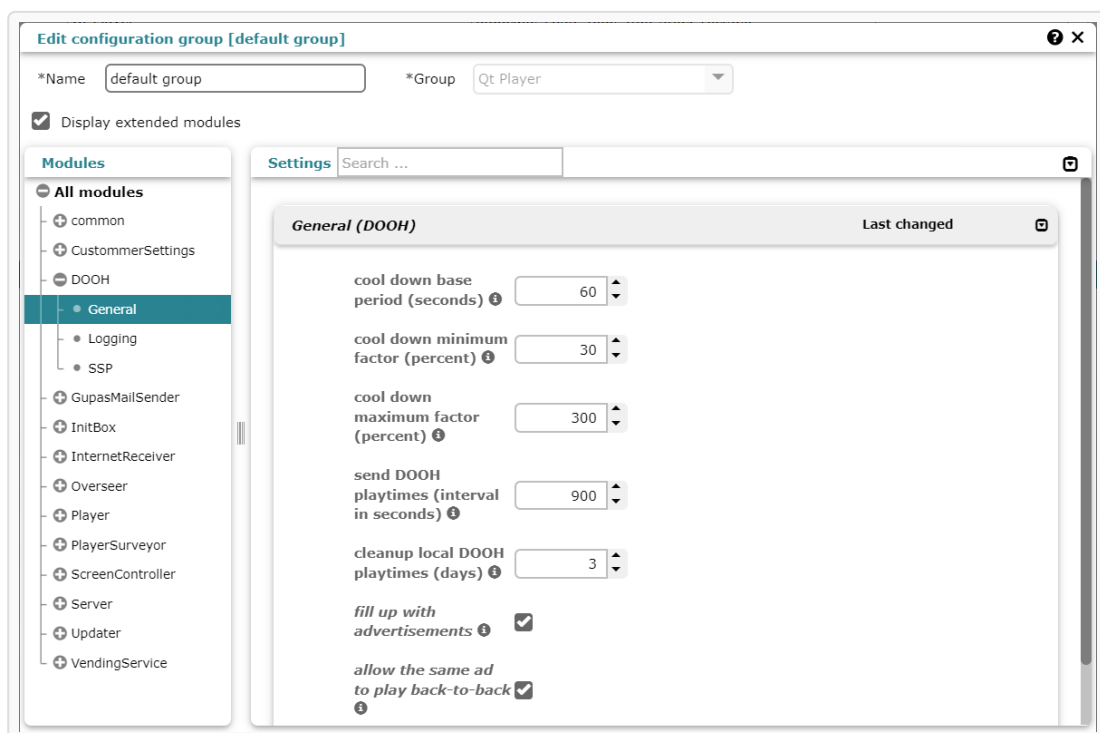 Edit configuration group [default group]
*Name default group *Group Qt Player
Display extended modules
Modules
All modules
common
CustommerSettings
DOOH
General
Logging
SSP
GupasMailSender
InitBox
InternetReceiver
Overseer
Player
PlayerSurveyor
ScreenController
Server
Updater
VendingService
Settings Search ...
General (DOOH) Last changed
cool down base
period (seconds) 60
cool down minimum
factor (percent) 30
cool down
maximum factor 300
(percent)
send DOOH
playtimes (interval 900
in seconds)
cleanup local DOOH
playtimes (days) 3
fill up with
advertisements
allow the same ad
to play back-to-back